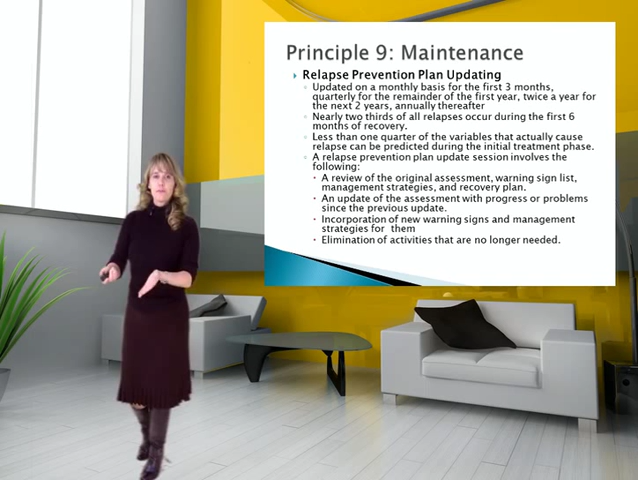 Principle 9: Maintenance
Relapse Prevention Plan Updating
Updated on a monthly basis for the first 3 months,
quarterly for the remainder of the first year, twice a year for
the next 2 years, annually thereafter
Nearly two thirds of all relapses occur during the first 6
months of recovery.
Less than one quarter of the variables that actually cause
relapse can be predicted during the initial treatment phase.
A relapse prevention plan update session involves the
following:
A review of the original assessment, warning sign list,
management strategies, and recovery plan.
An update of the assessment with progress or problems
since the previous update.
Incorporation of new warning signs and management
strategies for them
Elimination of activities that are no longer needed.